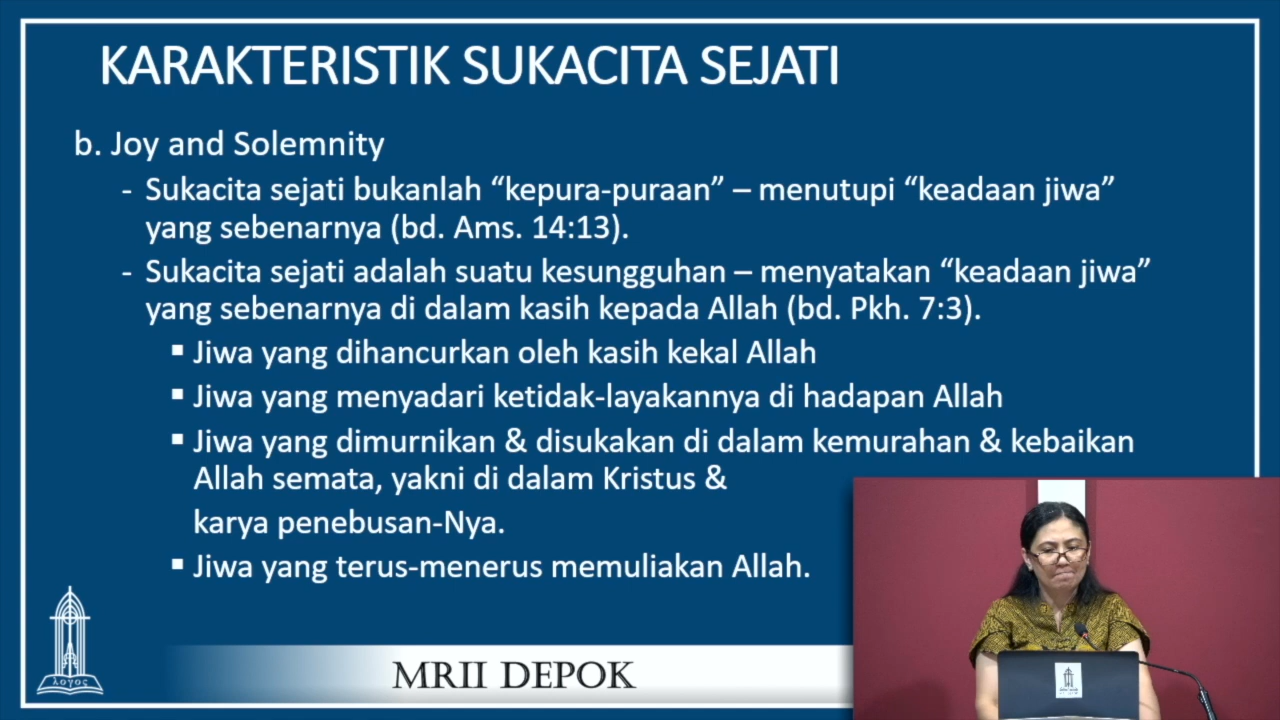 KARAKTERISTIK SUKACITA SEJATI
b. Joy and Solemnity
- Sukacita sejati bukanlah “kepura-puraan” – menutupi “keadaan jiwa”
yang sebenarnya (bd. Ams. 14:13).
- Sukacita sejati adalah suatu kesungguhan – menyatakan “keadaan jiwa”
yang sebenarnya di dalam kasih kepada Allah (bd. Pkh. 7:3).
▪ Jiwa yang dihancurkan oleh kasih kekal Allah
▪ Jiwa yang menyadari ketidak-layakannya di hadapan Allah
▪ Jiwa yang dimurnikan & disukakan di dalam kemurahan & kebaikan
Allah semata, yakni di dalam Kristus &
karya penebusan-Nya.
▪ Jiwa yang terus-menerus memuliakan Allah.
λογος
MRII DEPOK